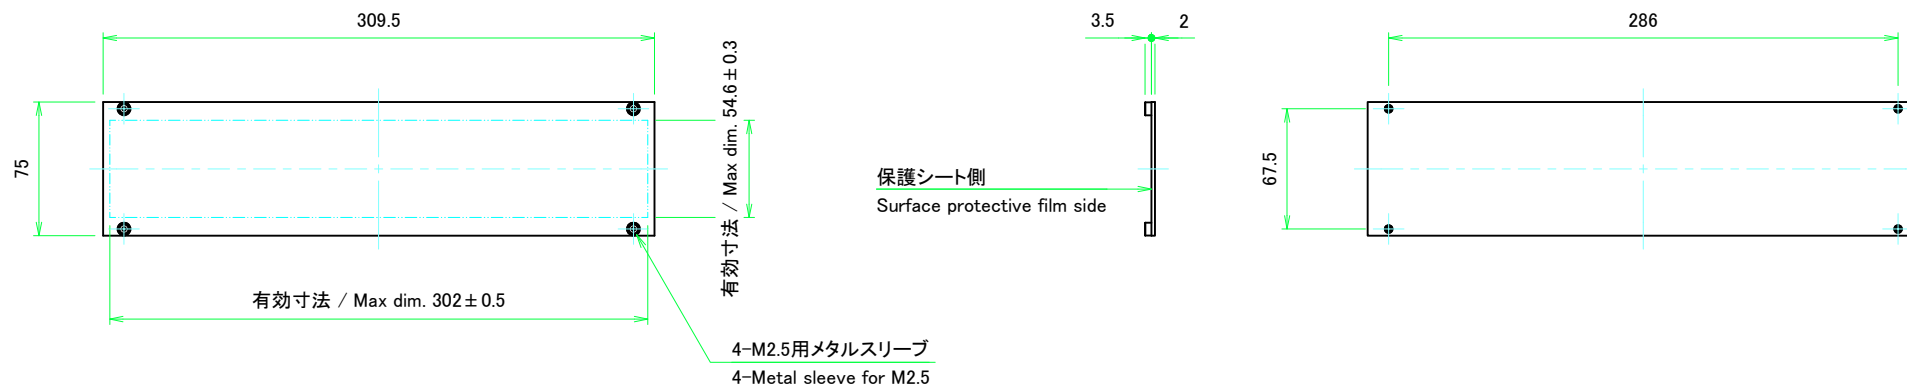 309.5
3.5
2
286
75
有効寸法 / Max dim. 54.6±0.3
67.5
保護シート側
Surface protective film side
有効寸法 / Max dim. 302±0.5
4-M2.5用メタルスリーブ
4-Metal sleeve for M2.5